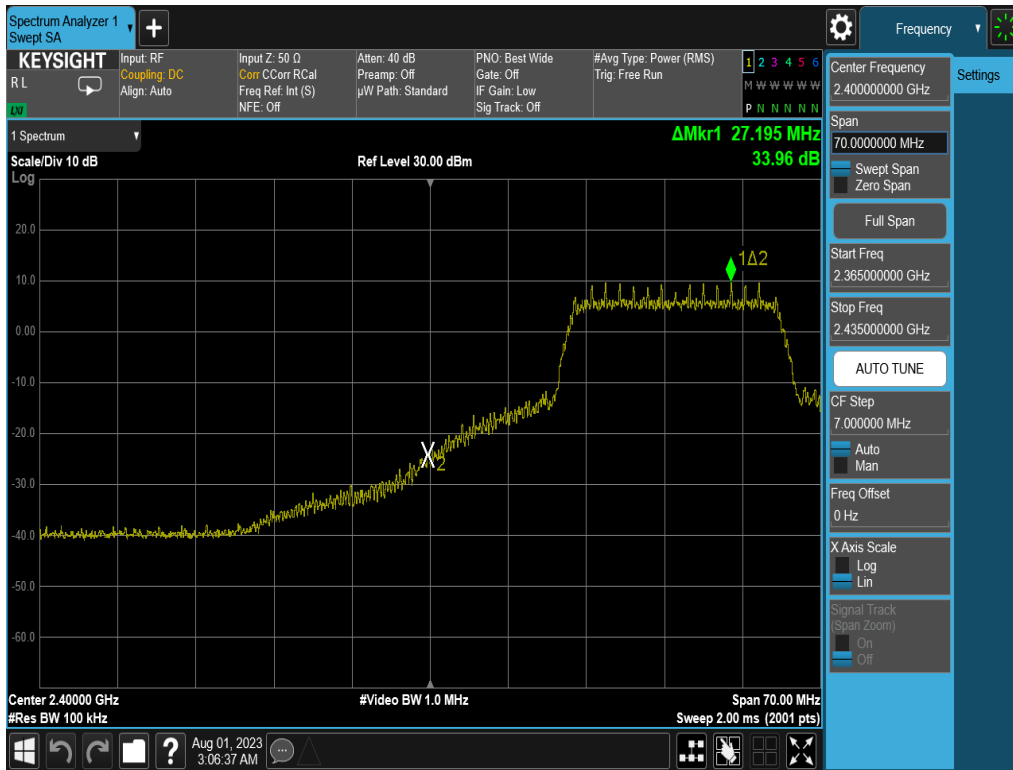 Spectrum Analyzer 1
Swept SA
+
Frequency
KEYSIGHT
R L
LXI
Input: RF
Coupling: DC
Align: Auto
Input Z: 50 Ω
Corr CCorr RCal
Freq Ref: Int (S)
NFE: Off
Atten: 40 dB
Preamp: Off
µW Path: Standard
PNO: Best Wide
Gate: Off
IF Gain: Low
Sig Track: Off
#Avg Type: Power (RMS)
Trig: Free Run
1 2 3 4 5 6
M W W W W W
P N N N N N
1 Spectrum
ΔMkr1 27.195 MHz
33.96 dB
Scale/Div 10 dB
Ref Level 30.00 dBm
Log
20.0
10.0
0.00
-10.0
-20.0
-30.0
-40.0
-50.0
-60.0
1Δ2
X2
Center 2.40000 GHz
#Video BW 1.0 MHz
Span 70.00 MHz
#Res BW 100 kHz
Sweep 2.00 ms (2001 pts)
Aug 01, 2023
3:06:37 AM
?
Center Frequency
2.400000000 GHz
Settings
Span
70.0000000 MHz
Swept Span
Zero Span
Full Span
Start Freq
2.365000000 GHz
Stop Freq
2.435000000 GHz
AUTO TUNE
CF Step
7.000000 MHz
Auto
Man
Freq Offset
0 Hz
X Axis Scale
Log
Lin
Signal Track
(Span Zoom)
On
Off